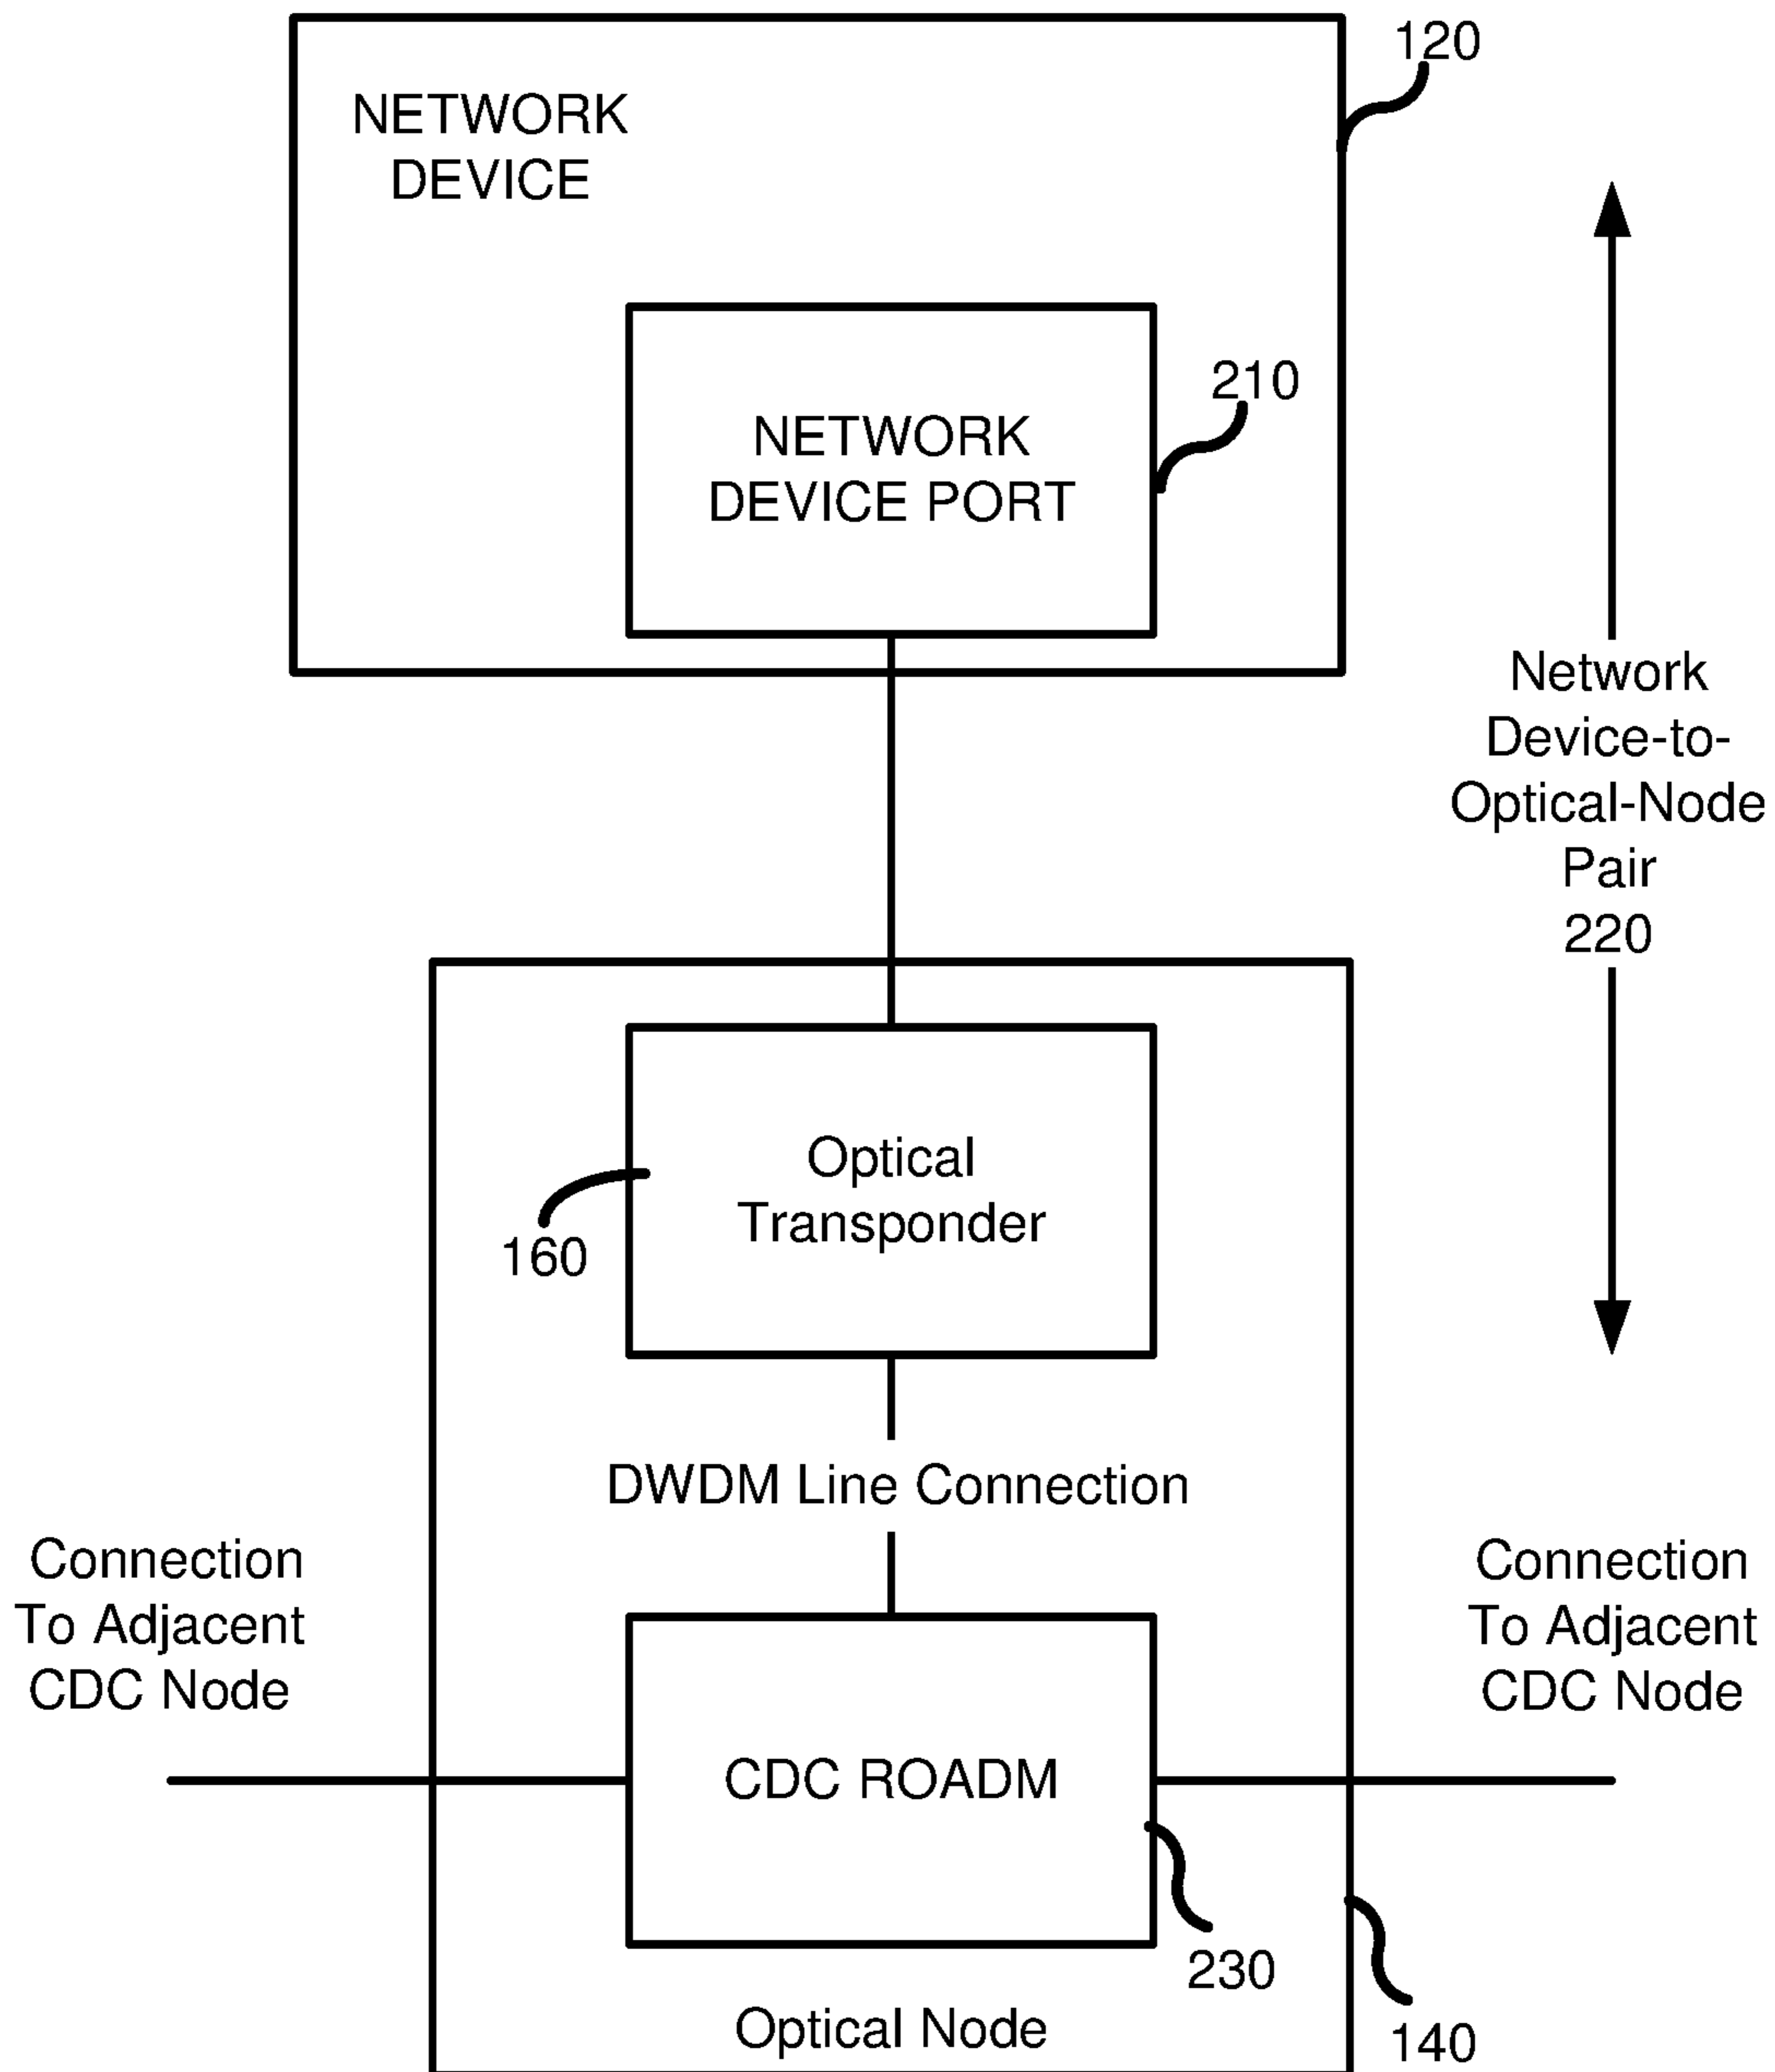 120
NETWORK
DEVICE
210
NETWORK
DEVICE PORT
Network
Device-to-
Optical-Node
Pair
220
Optical
Transponder
160
DWDM Line Connection
Connection
To Adjacent
CDC Node
Connection
To Adjacent
CDC Node
CDC ROADM
230
Optical Node
140